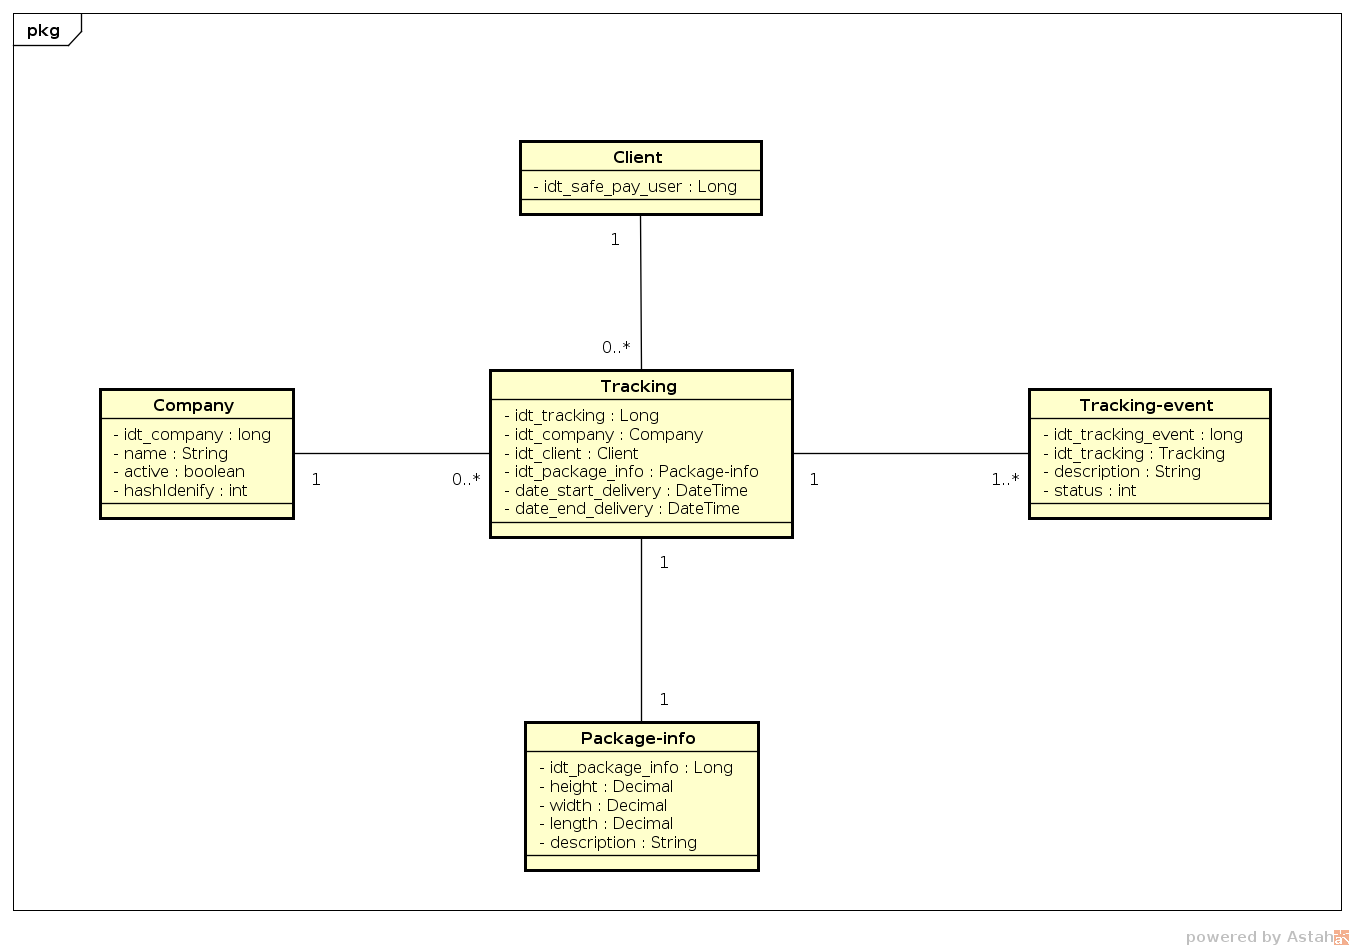 pkg
Client
- idt_safe_pay_user : Long
1
0..*
Company
- idt_company : long
- name : String
- active : boolean
- hashIdenify : int
1
0..*
Tracking
- idt_tracking : Long
- idt_company : Company
- idt_client : Client
- idt_package_info : Package-info
- date_start_delivery : DateTime
- date_end_delivery : DateTime
1
1..*
Tracking-event
- idt_tracking_event : long
- idt_tracking : Tracking
- description : String
- status : int
1
1
Package-info
- idt_package_info : Long
- height : Decimal
- width : Decimal
- length : Decimal
- description : String
powered by Astah